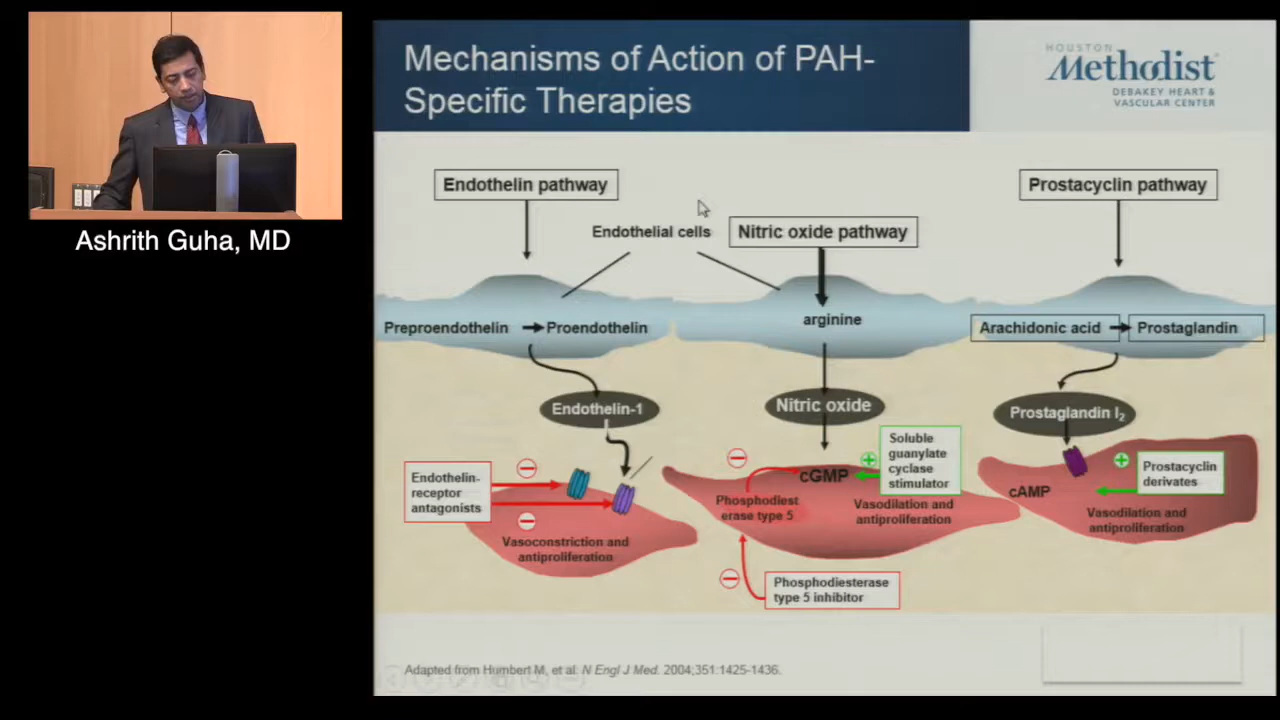 Mechanisms of Action of PAH-
Specific Therapies
HOUSTON
Methodist
DEBAKEY HEART &
VASCULAR CENTER
Ashrith Guha, MD
Endothelin pathway
Endothelial cells
Nitric oxide pathway
Prostacyclin pathway
Preproendothelin
Proendothelin
arginine
Arachidonic acid
Prostaglandin
Endothelin-1
Nitric oxide
Prostaglandin I2
Endothelin-
receptor
antagonists
Vasoconstriction and
antiproliferation
Phosphodiest
erase type 5
cGMP
Soluble
guanylate
cyclase
stimulator
Vasodilation and
antiproliferation
Phosphodiesterase
type 5 inhibitor
cAMP
Prostacyclin
derivates
Vasodilation and
antiproliferation
Adapted from Humbert M, et al. N Engl J Med. 2004;351:1425-1436.